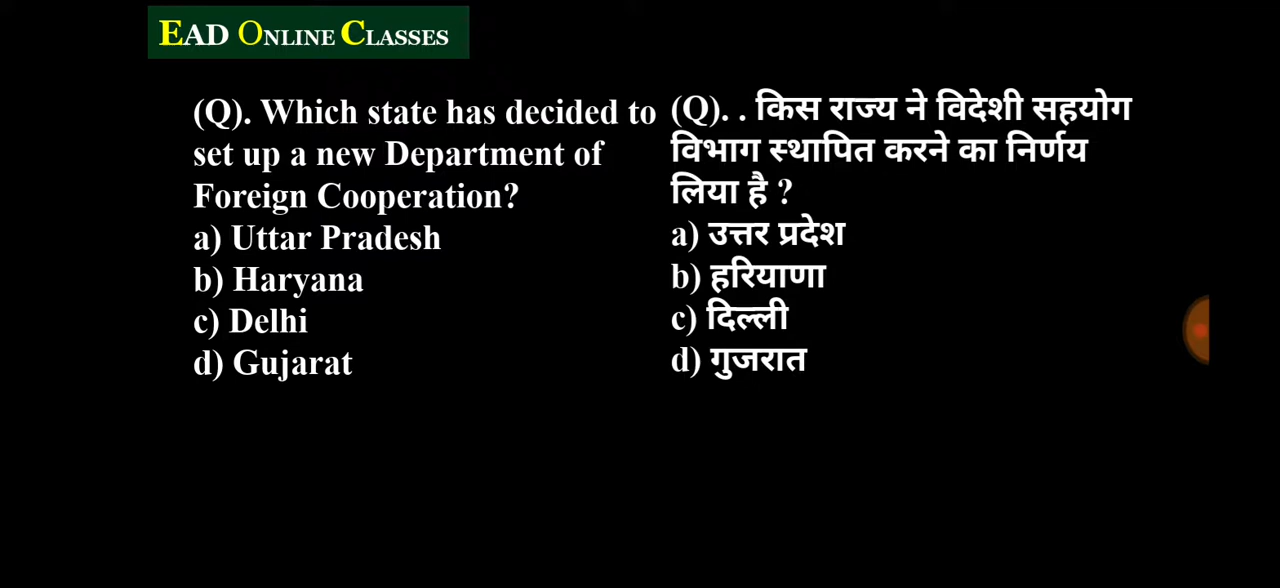 EAD ONLINE CLASSES
(Q). Which state has decided to
set up a new Department of
Foreign Cooperation?
a) Uttar Pradesh
b) Haryana
c) Delhi
d) Gujarat
(Q). . किस राज्य ने विदेशी सहयोग
विभाग स्थापित करने का निर्णय
लिया है ?
a) उत्तर प्रदेश
b) हरियाणा
c) दिल्ली
d) गुजरात